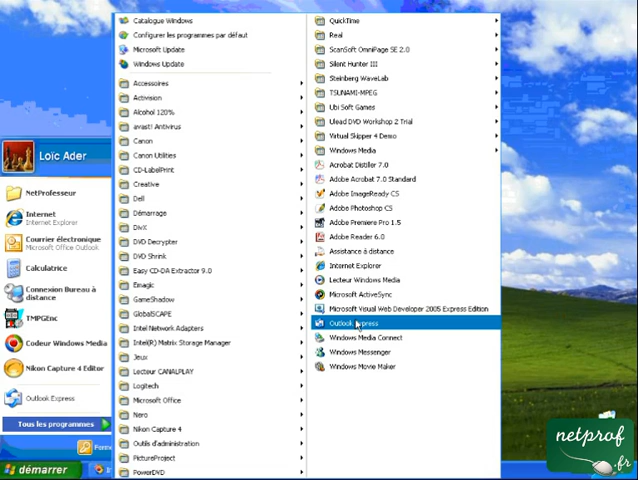 Catalogue Windows
Configurer les programmes par défaut
Microsoft Update
Windows Update
Accessoires
Activision
Alcohol 120%
avast! Antivirus
Canon
Canon Utilities
CD-LabelPrint
Creative
Dell
Démarrage
DivX
DVD Decrypter
DVD Shrink
Easy CD-DA Extractor 9.0
Emagic
GameShadow
GlobalSCAPE
Intel Network Adapters
Intel(R) Matrix Storage Manager
Jeux
Lecteur CANALPLAY
Logitech
Microsoft Office
Nero
Nikon Capture 4
Outils d'administration
PictureProject
PowerDVD
QuickTime
Real
ScanSoft OmniPage SE 2.0
Silent Hunter III
Steinberg WaveLab
TSUNAMI-MPEG
Ubi Soft Games
Ulead DVD Workshop 2 Trial
Virtual Skipper 4 Demo
Windows Media
Acrobat Distiller 7.0
Adobe Acrobat 7.0 Standard
Adobe ImageReady CS
Adobe Photoshop CS
Adobe Premiere Pro 1.5
Adobe Reader 6.0
Assistance à distance
Internet Explorer
Lecteur Windows Media
Microsoft ActiveSync
Microsoft Visual Web Developer 2005 Express Edition
Outlook Express
Windows Media Connect
Windows Messenger
Windows Movie Maker
Loïc Ader
NetProfesseur
Internet
Internet Explorer
Courrier électronique
Microsoft Office Outlook
Calculatrice
Connexion Bureau à
distance
TMPGEnc
Codeur Windows Media
Nikon Capture 4 Editor
Outlook Express
Tous les programmes
démarrer
netprof
.fr